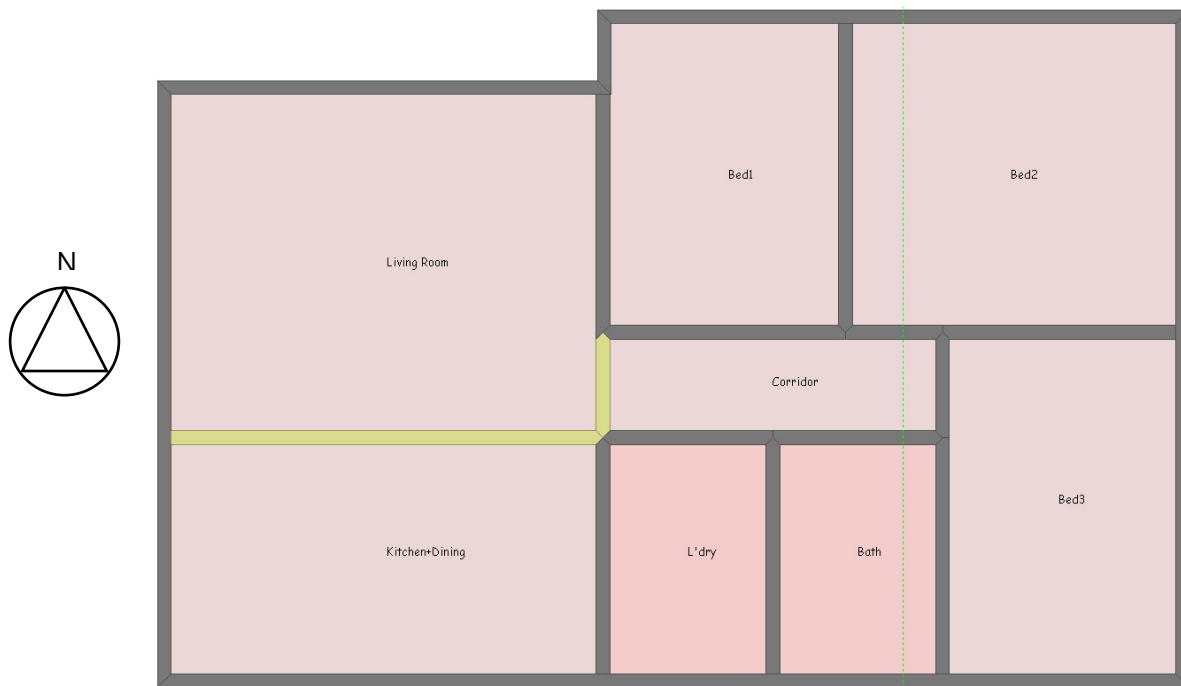 Bed1
Bed2
N
Living Room
Corridor
Bed3
Kitchen+Dining
L'dry
Bath